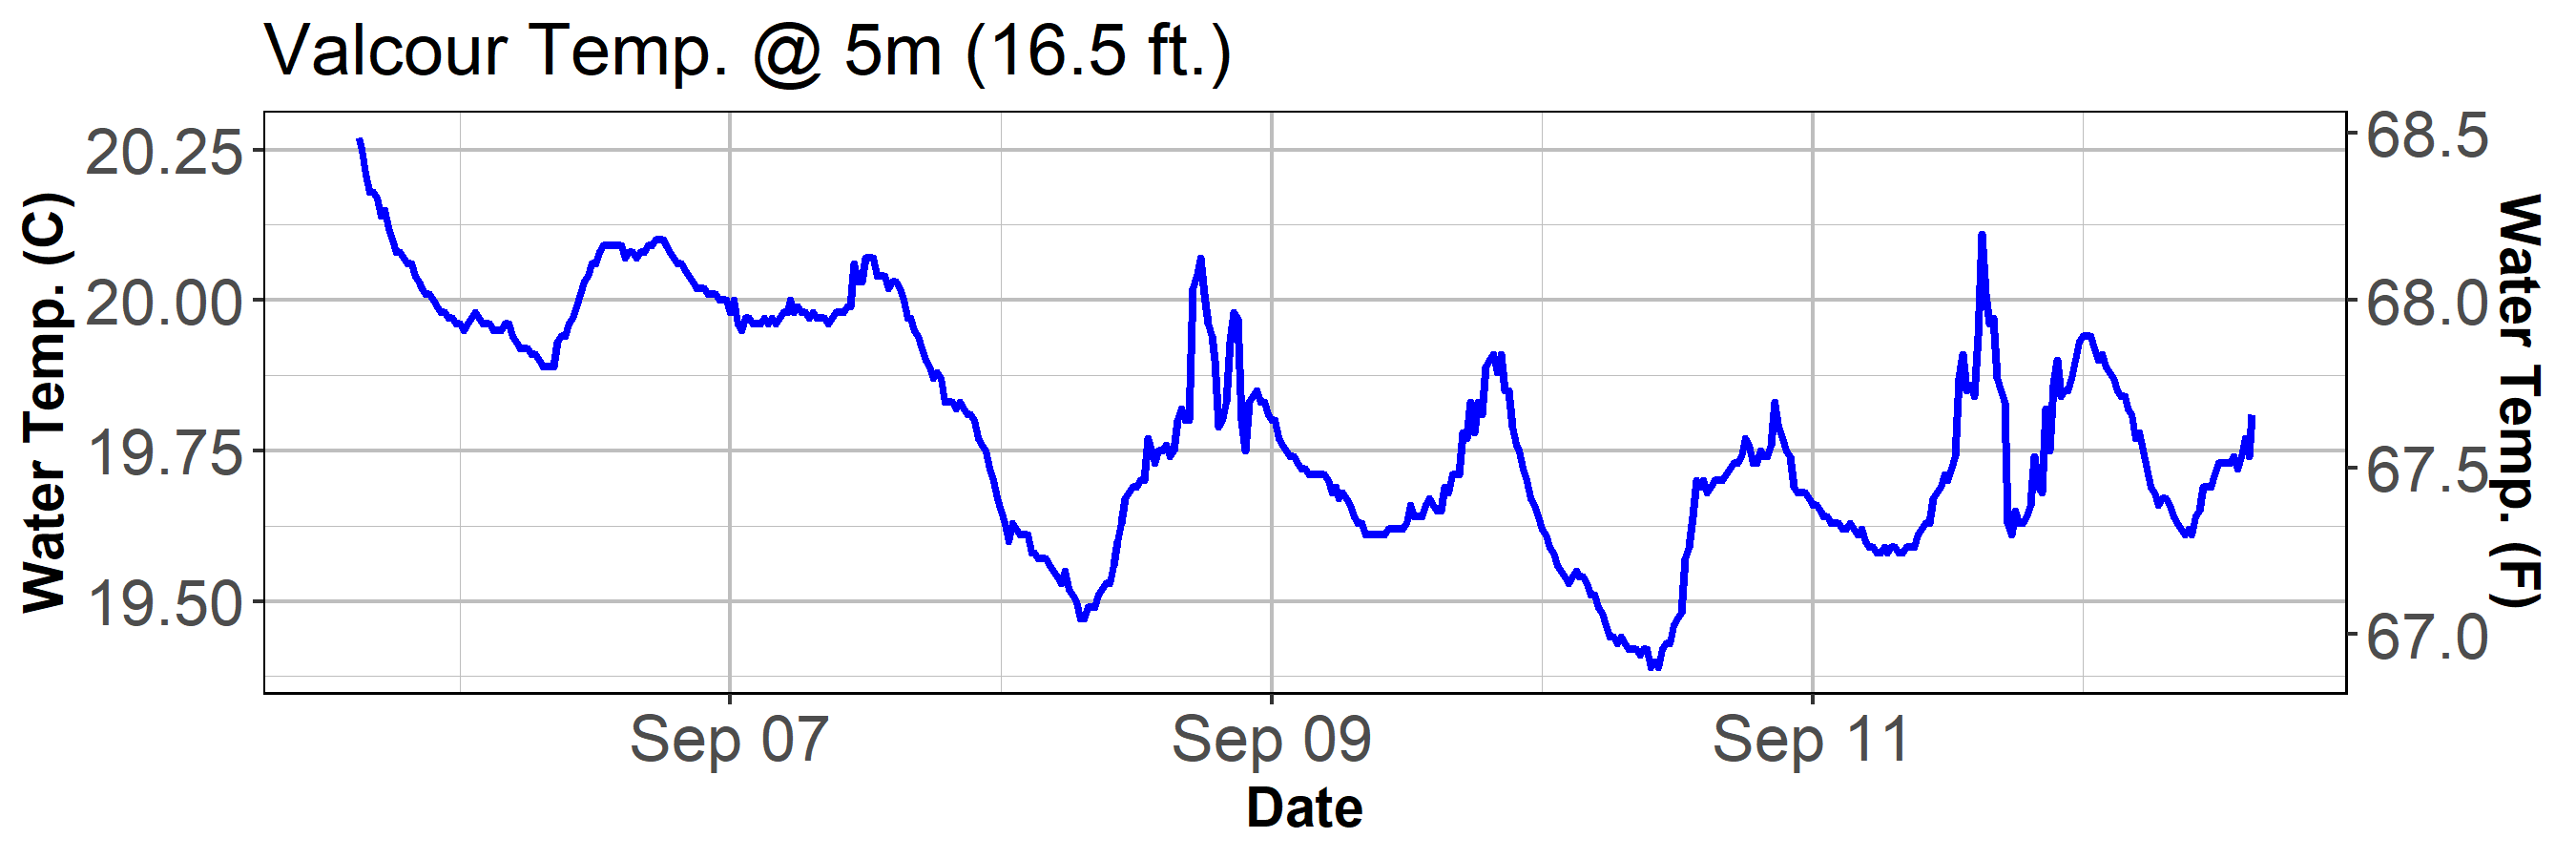 Valcour Temp. @ 5m (16.5 ft.)
Water Temp. (C)
20.25
20.00
19.75
19.50
68.5
68.0
67.5
67.0
Water Temp. (F)
Sep 07
Sep 09
Sep 11
Date